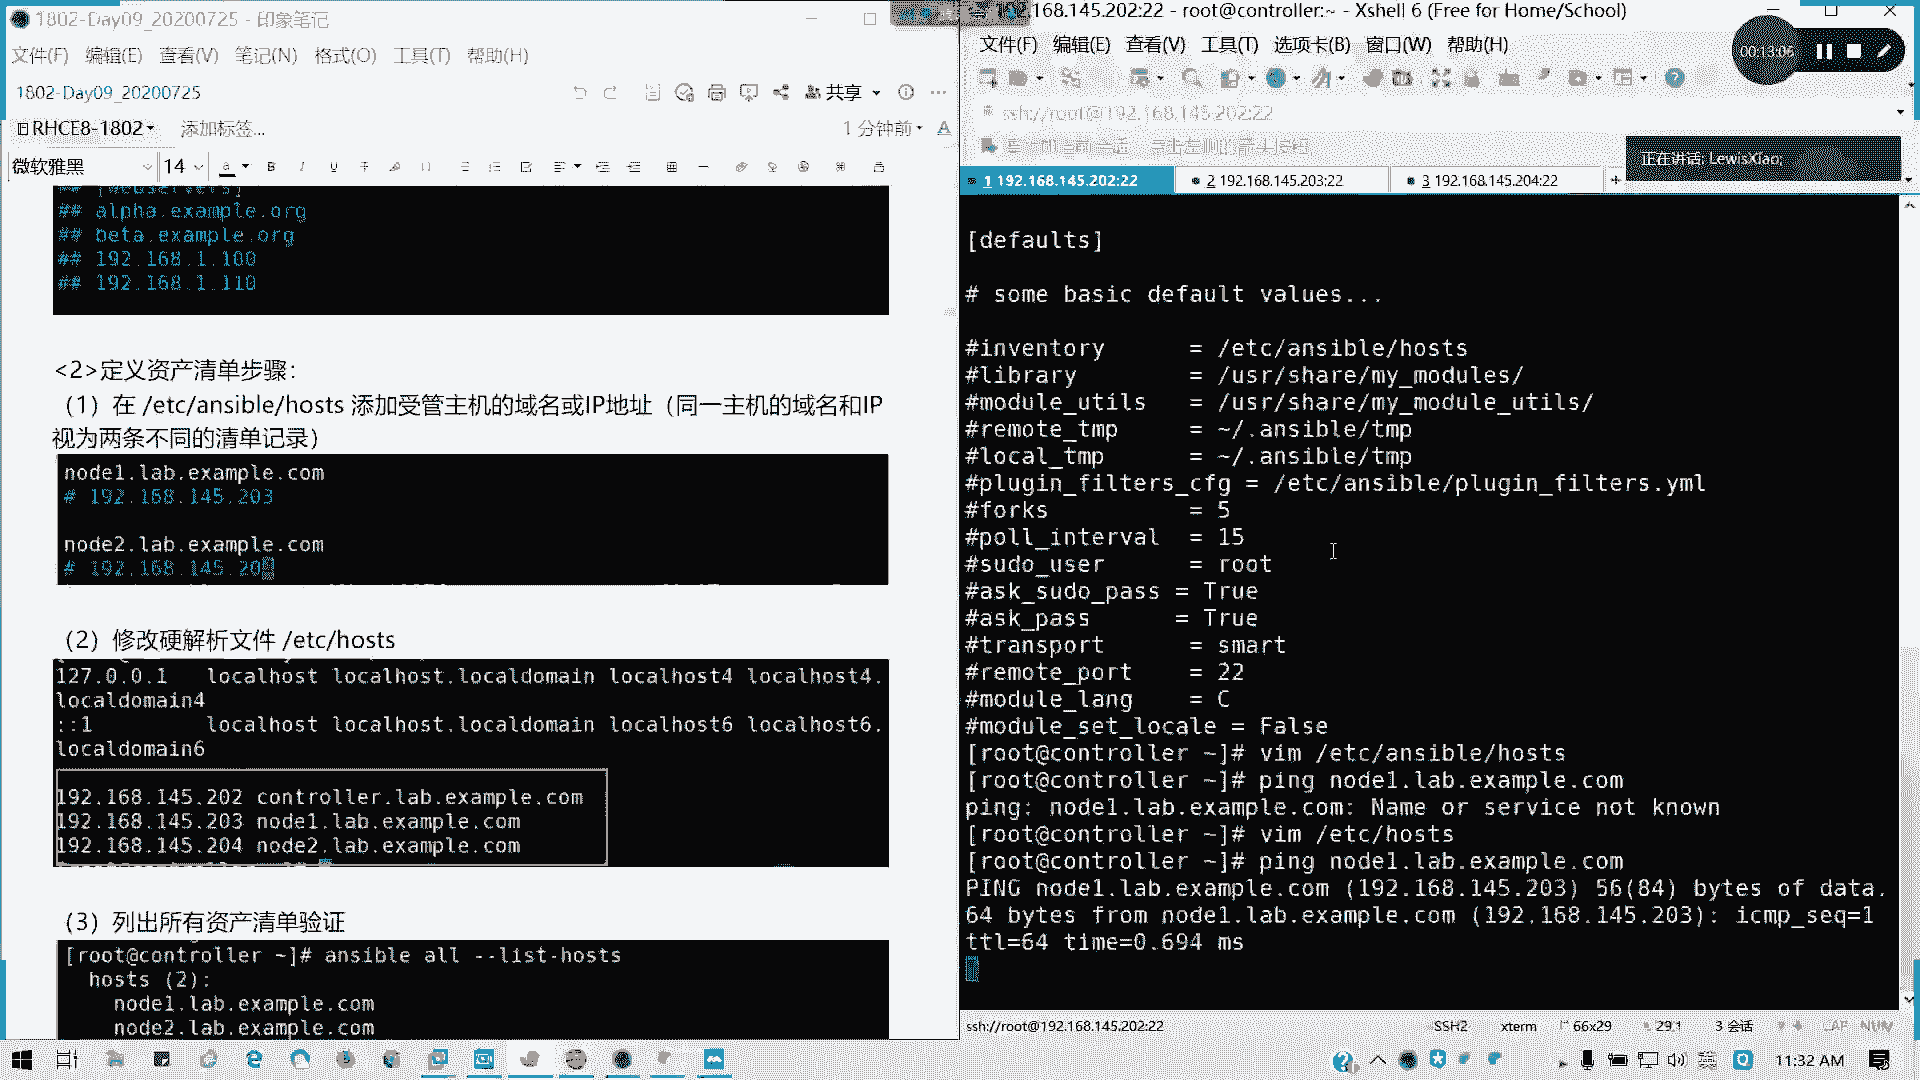 1802-Day09_20200725 - 印象笔记
文件(F) 编辑(E) 查看(V) 笔记(N) 格式(O) 工具(T) 帮助(H)
1802-Day09_20200725
共享
RHCE8-1802
添加标签...
1 分钟前
微软雅黑
14
## [webservers]
## alpha.example.org
## beta.example.org
## 192.168.1.100
## 192.168.1.110
<2>定义资产清单步骤：
（1）在 /etc/ansible/hosts 添加受管主机的域名或IP地址（同一主机的域名和IP
视为两条不同的清单记录）
node1.lab.example.com
# 192.168.145.203
node2.lab.example.com
# 192.168.145.20
（2）修改硬解析文件 /etc/hosts
127.0.0.1 localhost localhost.localdomain localhost4 localhost4.
localdomain4
::1 localhost localhost.localdomain localhost6 localhost6.
localdomain6
192.168.145.202 controller.lab.example.com
192.168.145.203 node1.lab.example.com
192.168.145.204 node2.lab.example.com
（3）列出所有资产清单验证
[root@controller ~]# ansible all --list-hosts
hosts (2):
node1.lab.example.com
node2.lab.example.com
192.168.145.202:22 - root@controller:~ - Xshell 6 (Free for Home/School)
文件(F) 编辑(E) 查看(V) 工具(T) 选项卡(B) 窗口(W) 帮助(H)
00:13:06
ssh://root@192.168.145.202:22
正在讲话: LewisXiao;
1 192.168.145.202:22
2 192.168.145.203:22
3 192.168.145.204:22
[defaults]
# some basic default values...
#inventory = /etc/ansible/hosts
#library = /usr/share/my_modules/
#module_utils = /usr/share/my_module_utils/
#remote_tmp = ~/.ansible/tmp
#local_tmp = ~/.ansible/tmp
#plugin_filters_cfg = /etc/ansible/plugin_filters.yml
#forks = 5
#poll_interval = 15
#sudo_user = root
#ask_sudo_pass = True
#ask_pass = True
#transport = smart
#remote_port = 22
#module_lang = C
#module_set_locale = False
[root@controller ~]# vim /etc/ansible/hosts
[root@controller ~]# ping node1.lab.example.com
ping: node1.lab.example.com: Name or service not known
[root@controller ~]# vim /etc/hosts
[root@controller ~]# ping node1.lab.example.com
PING node1.lab.example.com (192.168.145.203) 56(84) bytes of data.
64 bytes from node1.lab.example.com (192.168.145.203): icmp_seq=1
ttl=64 time=0.694 ms
ssh://root@192.168.145.202:22
SSH2
xterm
66x29
29,1
3 会话
CAP NUM
英
11:32 AM